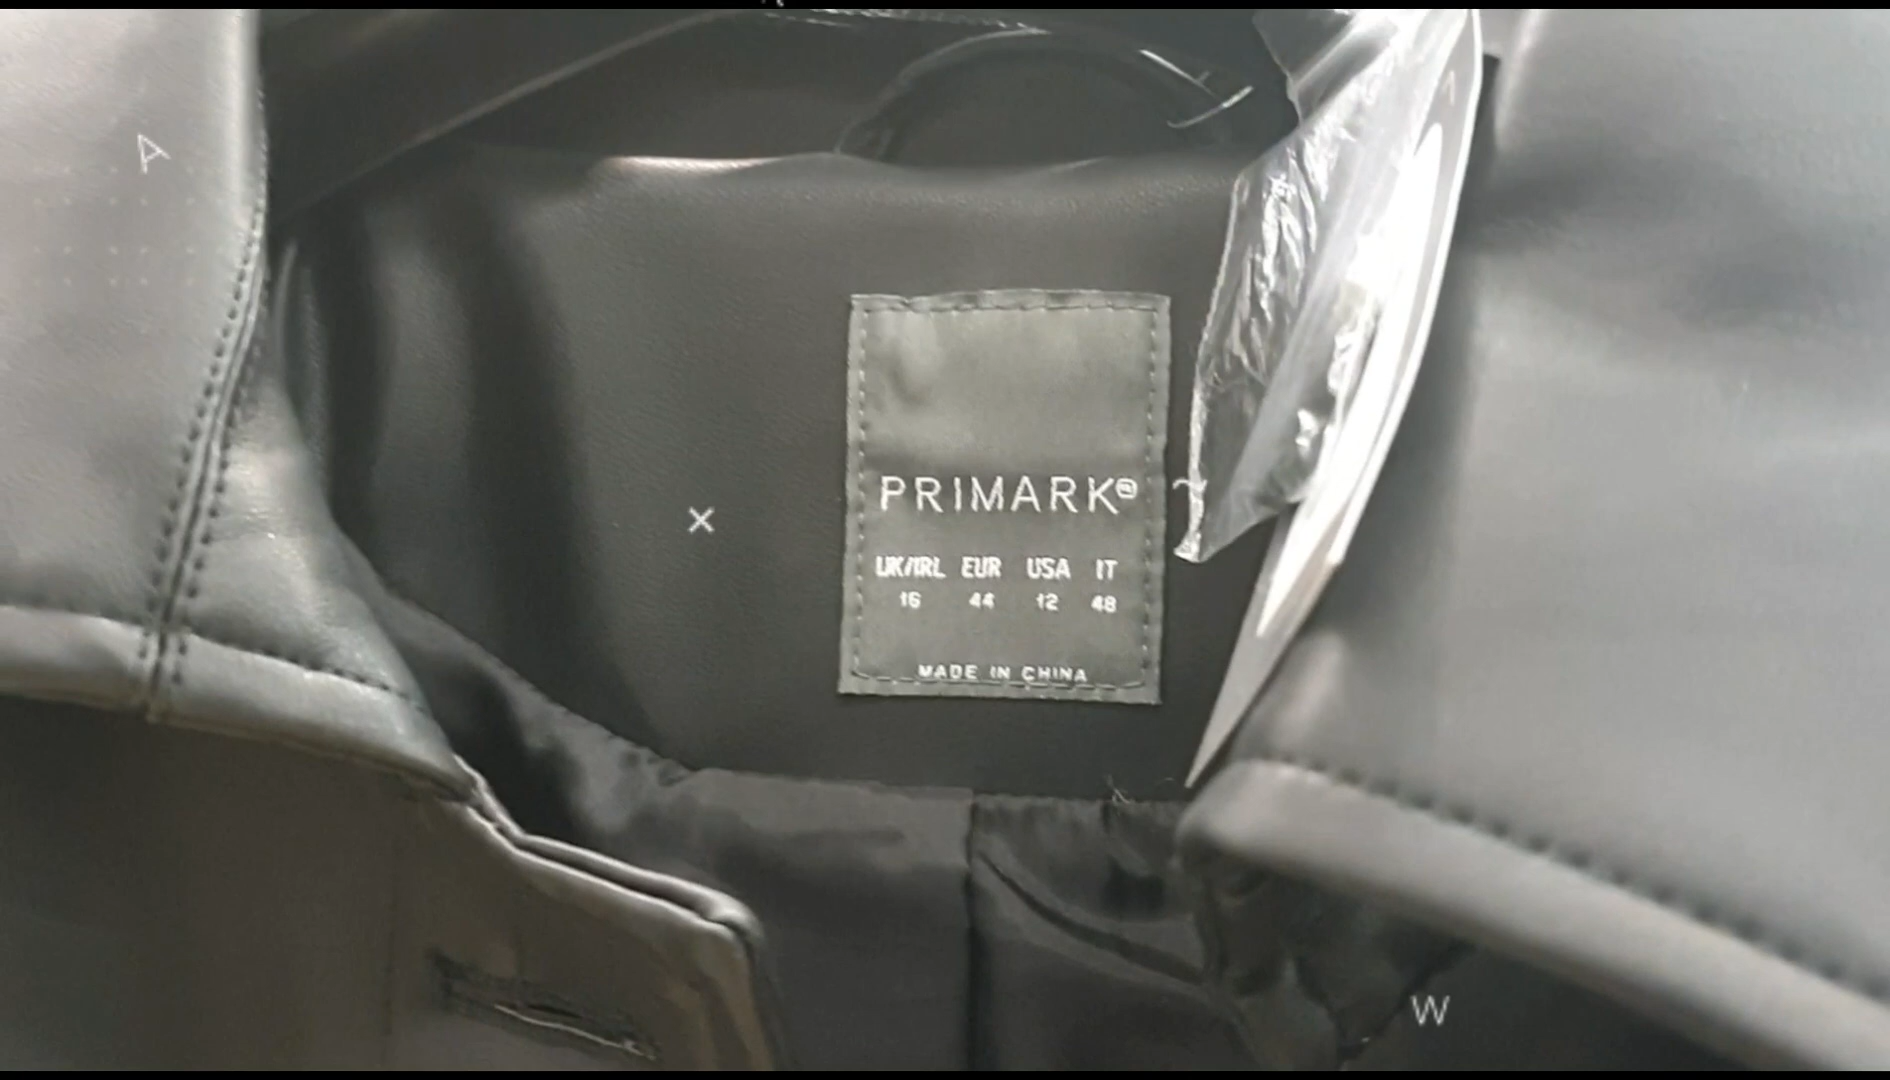 A
PRIMARK®
X
UK/IRL EUR USA IT
16 44 12 48
MADE IN CHINA
W